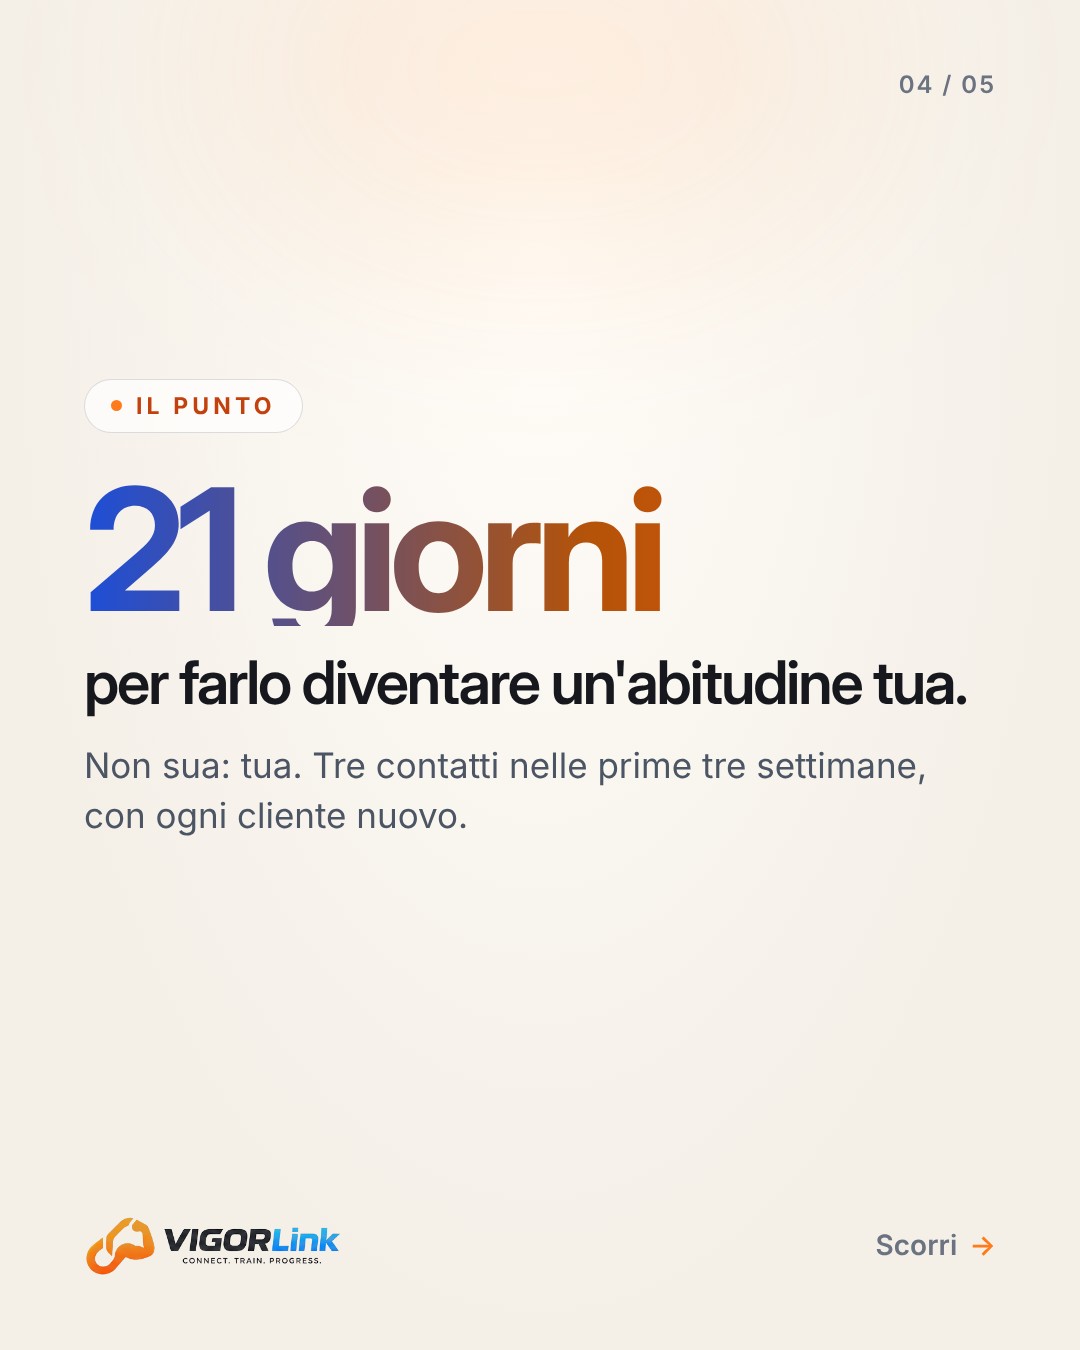 04 / 05
IL PUNTO
21 giorni
per farlo diventare un'abitudine tua.
Non sua: tua. Tre contatti nelle prime tre settimane,
con ogni cliente nuovo.
VIGORLink
CONNECT. TRAIN. PROGRESS.
Scorri →